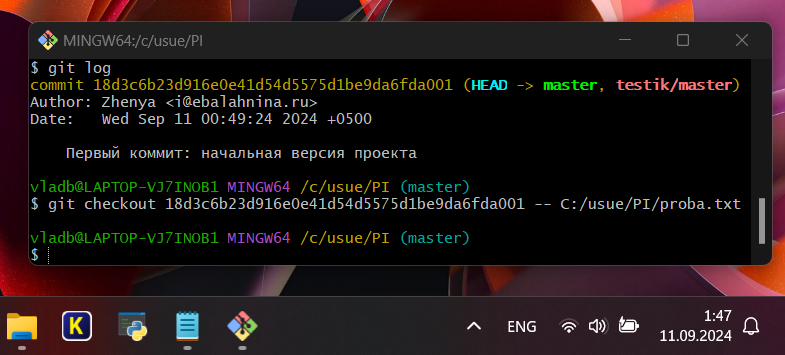 MINGW64:/c/usue/PI
$ git log
commit 18d3c6b23d916e0e41d54d5575d1be9da6fda001 (HEAD -> master, testik/master)
Author: Zhenya <i@ebalahnina.ru>
Date:   Wed Sep 11 00:49:24 2024 +0500
Первый коммит: начальная версия проекта
vladb@LAPTOP-VJ7INOB1 MINGW64 /c/usue/PI (master)
$ git checkout 18d3c6b23d916e0e41d54d5575d1be9da6fda001 -- C:/usue/PI/proba.txt
vladb@LAPTOP-VJ7INOB1 MINGW64 /c/usue/PI (master)
$
K
ENG
1:47
11.09.2024